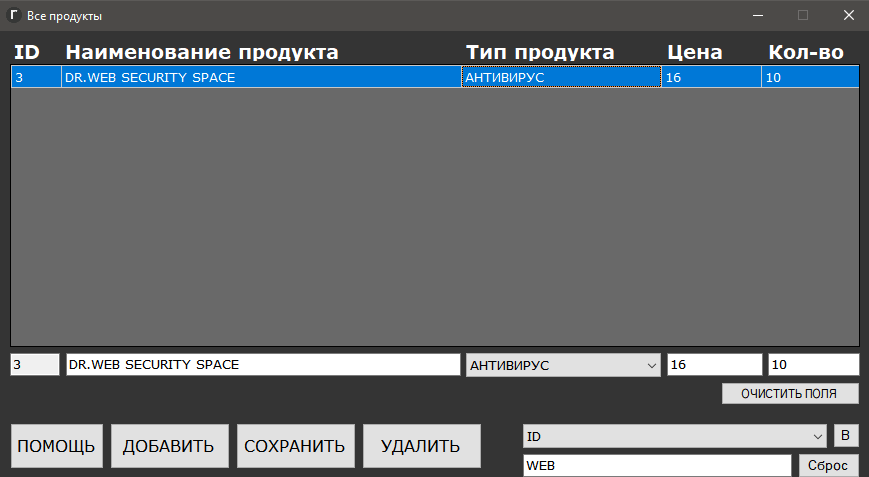 Г Все продукты
ID Наименование продукта Тип продукта Цена Кол-во
3 DR.WEB SECURITY SPACE АНТИВИРУС 16 10
3 DR.WEB SECURITY SPACE АНТИВИРУС 16 10
ОЧИСТИТЬ ПОЛЯ
ПОМОЩЬ ДОБАВИТЬ СОХРАНИТЬ УДАЛИТЬ ID В
WEB Сброс